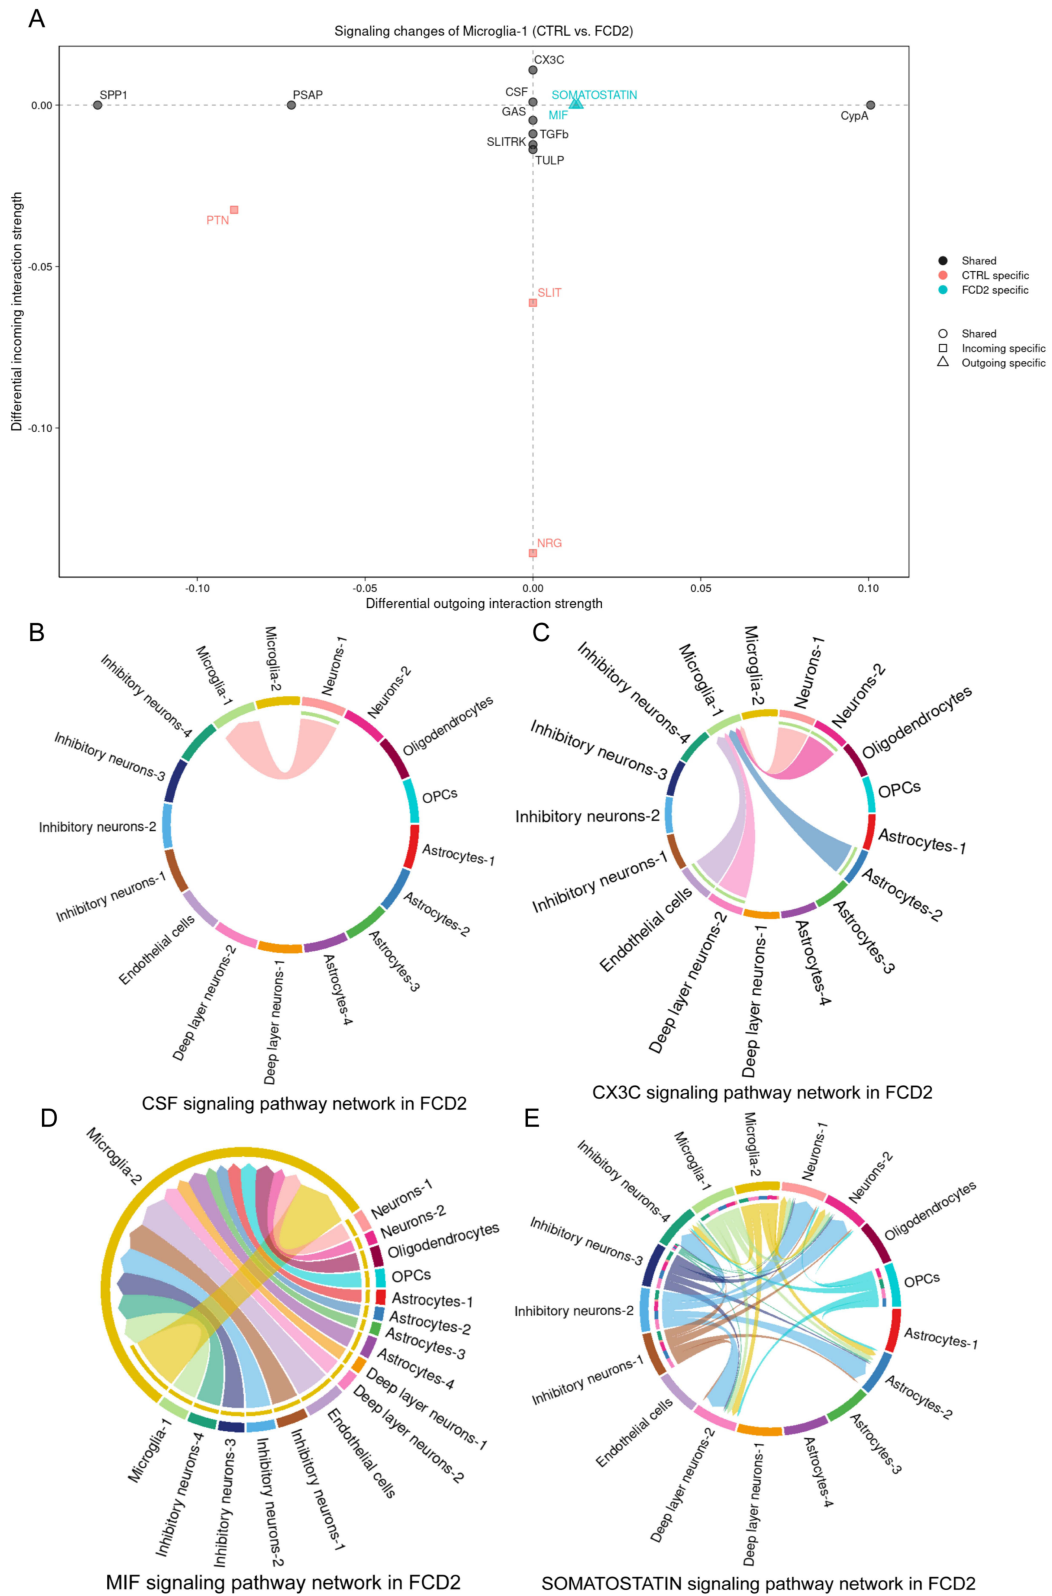 A
Signaling changes of Microglia-1 (CTRL vs. FCD2)
CX3C
SPP1
PSAP
CSF
SOMATOSTATIN
0.00
GAS
MIF
CypA
SLITRK
TGFb
TULP
PTN
Differential incoming interaction strength
-0.05
SLIT
Shared
CTRL specific
FCD2 specific
Shared
Incoming specific
Outgoing specific
-0.10
NRG
-0.10
-0.05
0.00
0.05
0.10
Differential outgoing interaction strength
B
Microglia-1
Microglia-2
Neurons-1
Neurons-2
Oligodendrocytes
OPCs
Astrocytes-1
Astrocytes-2
Astrocytes-3
Astrocytes-4
Deep layer neurons-1
Deep layer neurons-2
Endothelial cells
Inhibitory neurons-1
Inhibitory neurons-2
Inhibitory neurons-3
Inhibitory neurons-4
CSF signaling pathway network in FCD2
C
Microglia-1
Microglia-2
Neurons-1
Neurons-2
Oligodendrocytes
OPCs
Astrocytes-1
Astrocytes-2
Astrocytes-3
Astrocytes-4
Deep layer neurons-1
Deep layer neurons-2
Endothelial cells
Inhibitory neurons-1
Inhibitory neurons-2
Inhibitory neurons-3
Inhibitory neurons-4
CX3C signaling pathway network in FCD2
D
Microglia-2
Neurons-1
Neurons-2
Oligodendrocytes
OPCs
Astrocytes-1
Astrocytes-2
Astrocytes-3
Astrocytes-4
Deep layer neurons-1
Deep layer neurons-2
Endothelial cells
Inhibitory neurons-1
Inhibitory neurons-2
Inhibitory neurons-3
Inhibitory neurons-4
Microglia-1
MIF signaling pathway network in FCD2
E
Microglia-1
Microglia-2
Neurons-1
Neurons-2
Oligodendrocytes
OPCs
Astrocytes-1
Astrocytes-2
Astrocytes-3
Astrocytes-4
Deep layer neurons-1
Deep layer neurons-2
Endothelial cells
Inhibitory neurons-1
Inhibitory neurons-2
Inhibitory neurons-3
Inhibitory neurons-4
SOMATOSTATIN signaling pathway network in FCD2